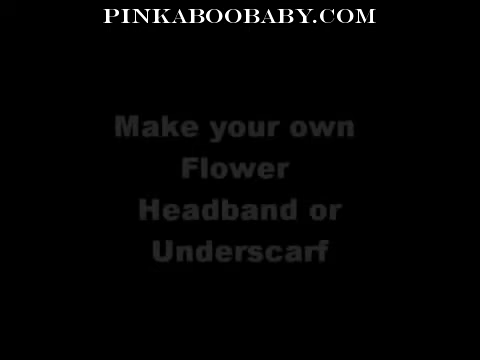 PINKABOOBABY.COM
Make your own
Flower
Headband or
Underscarf